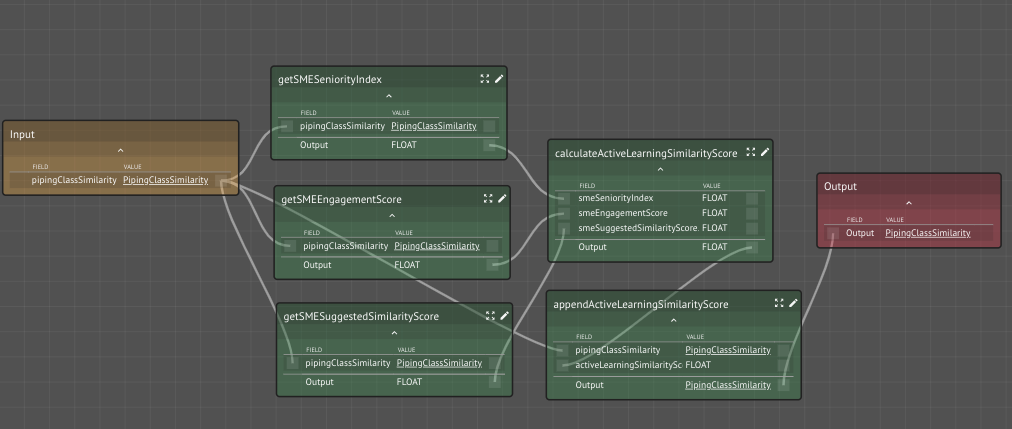 Input
FIELD VALUE
pipingClassSimilarity PipingClassSimilarity
getSMESeniorityIndex
FIELD VALUE
pipingClassSimilarity PipingClassSimilarity
Output FLOAT
getSMEEngagementScore
FIELD VALUE
pipingClassSimilarity PipingClassSimilarity
Output FLOAT
getSMESuggestedSimilarityScore
FIELD VALUE
pipingClassSimilarity PipingClassSimilarity
Output FLOAT
calculateActiveLearningSimilarityScore
FIELD VALUE
smeSeniorityIndex FLOAT
smeEngagementScore FLOAT
smeSuggestedSimilarityScore. FLOAT
Output FLOAT
appendActiveLearningSimilarityScore
FIELD VALUE
pipingClassSimilarity PipingClassSimilarity
activeLearningSimilaritySc FLOAT
Output PipingClassSimilarity
Output
FIELD VALUE
Output PipingClassSimilarity